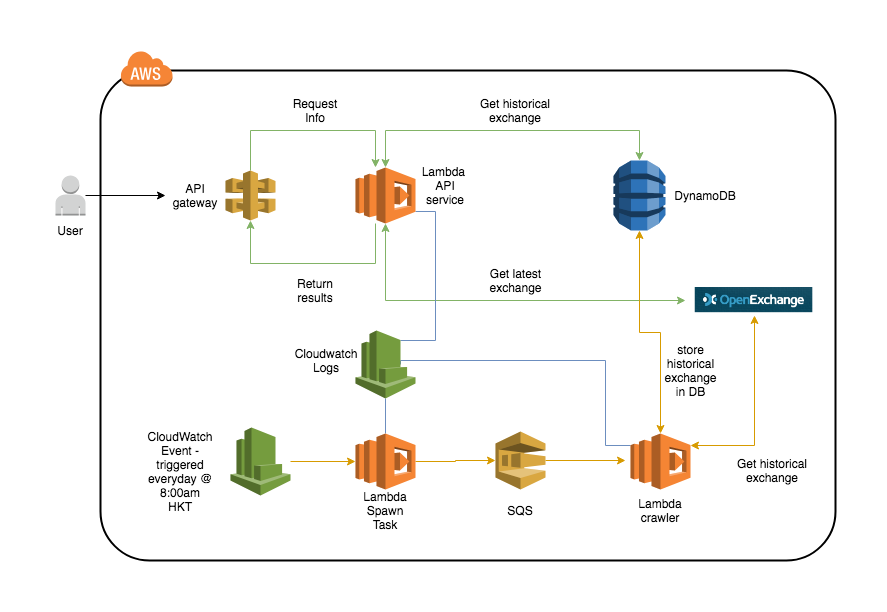 AWS
Request
Info
Get historical
exchange
Lambda
API
service
API
gateway
DynamoDB
User
Return
results
Get latest
exchange
OpenExchange
Cloudwatch
Logs
store
historical
exchange
in DB
CloudWatch
Event -
triggered
everyday @
8:00am
HKT
Lambda
Spawn
Task
SQS
Lambda
crawler
Get historical
exchange